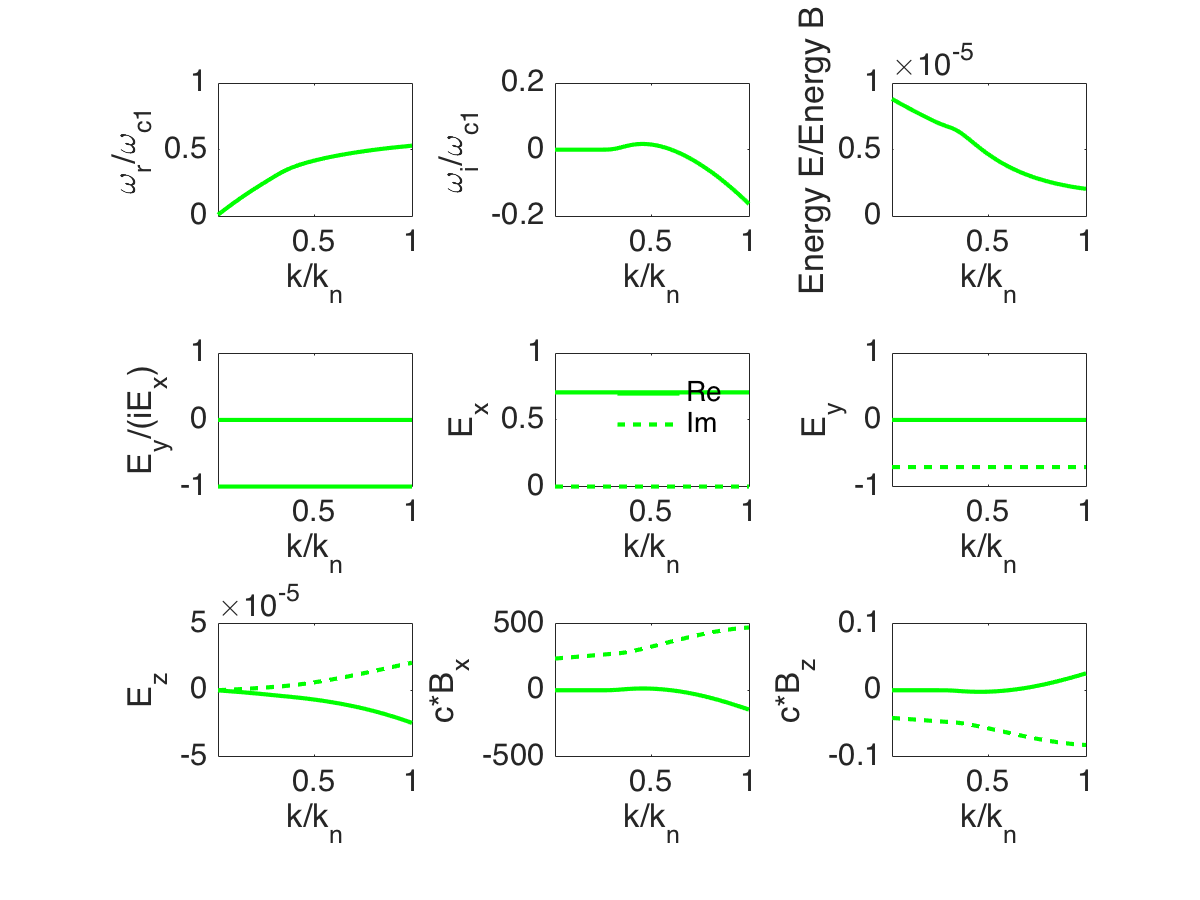 1
0.5
0
ω_r/ω_c1
0.5 1
k/k_n
0.2
0
-0.2
ω_i/ω_c1
0.5 1
k/k_n
×10^-5
1
0.5
0
Energy E/Energy B
0.5 1
k/k_n
1
0
-1
E_y/(iE_x)
0.5 1
k/k_n
1
0.5
0
E_x
Re
Im
0.5 1
k/k_n
1
0
-1
E_y
0.5 1
k/k_n
×10^-5
5
0
-5
E_z
0.5 1
k/k_n
500
0
-500
c*B_x
0.5 1
k/k_n
0.1
0
-0.1
c*B_z
0.5 1
k/k_n